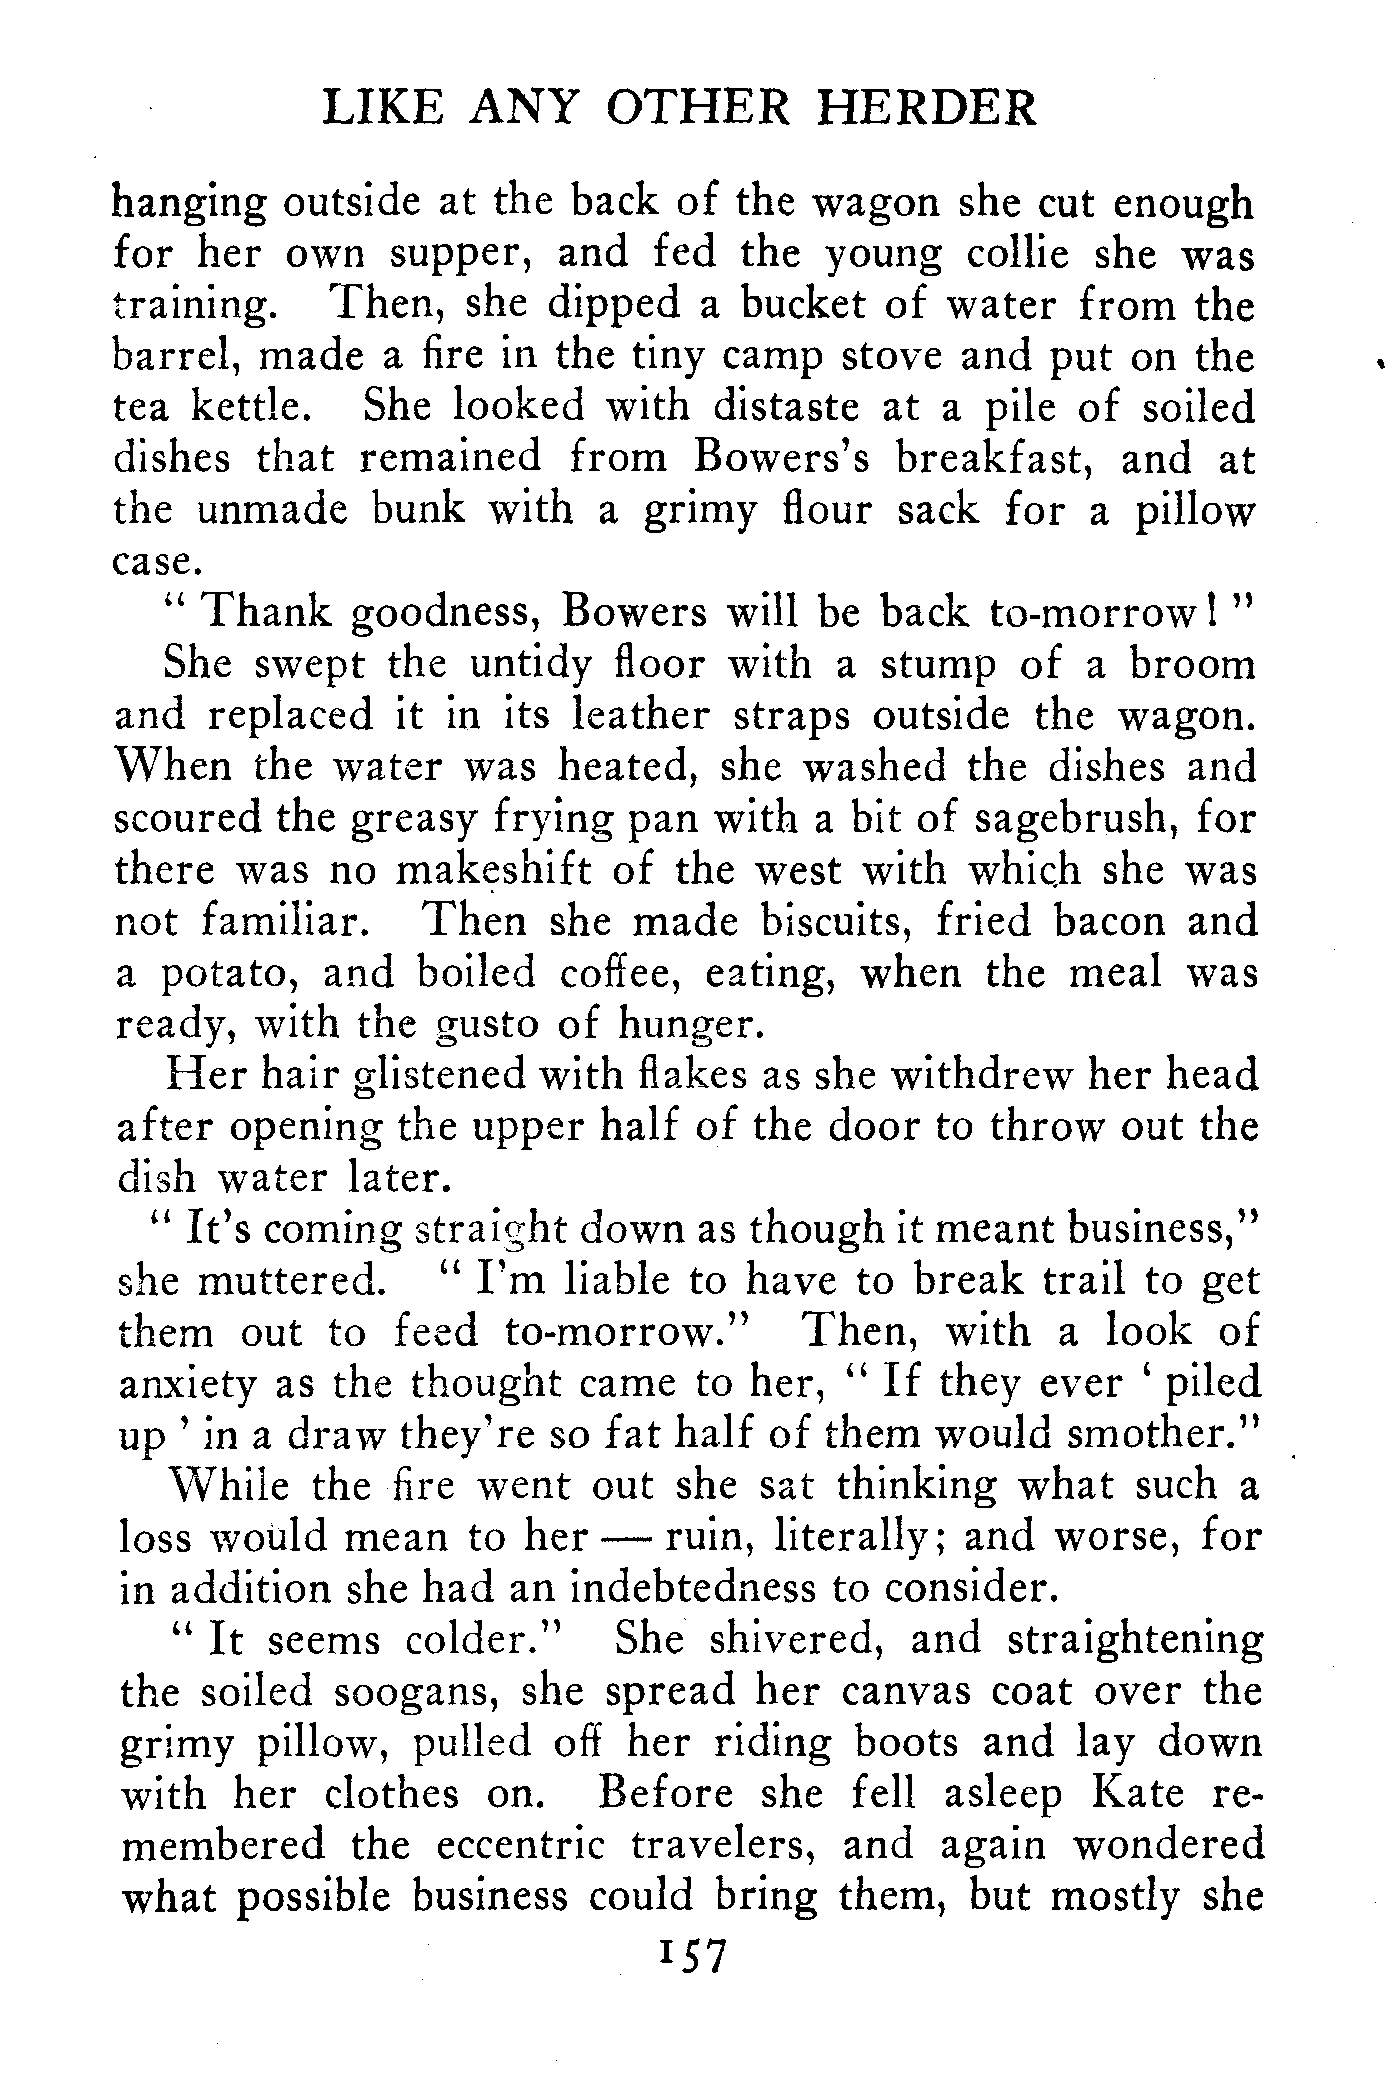 LIKE ANY OTHER HERDER
hanging outside at the back of the wagon she cut enough
for her own supper, and fed the young collie she was
training. Then, she dipped a bucket of water from the
barrel, made a fire in the tiny camp stove and put on the
tea kettle. She looked with distaste at a pile of soiled
dishes that remained from Bowers's breakfast, and at
the unmade bunk with a grimy flour sack for a pillow
case.
" Thank goodness, Bowers will be back to-morrow! "
She swept the untidy floor with a stump of a broom
and replaced it in its leather straps outside the wagon.
When the water was heated, she washed the dishes and
scoured the greasy frying pan with a bit of sagebrush, for
there was no makeshift of the west with which she was
not familiar. Then she made biscuits, fried bacon and
a potato, and boiled coffee, eating, when the meal was
ready, with the gusto of hunger.
Her hair glistened with flakes as she withdrew her head
after opening the upper half of the door to throw out the
dish water later.
" It's coming straight down as though it meant business,"
she muttered. " I'm liable to have to break trail to get
them out to feed to-morrow." Then, with a look of
anxiety as the thought came to her, " If they ever ' piled
up ' in a draw they're so fat half of them would smother."
While the fire went out she sat thinking what such a
loss would mean to her — ruin, literally; and worse, for
in addition she had an indebtedness to consider.
" It seems colder." She shivered, and straightening
the soiled soogans, she spread her canvas coat over the
grimy pillow, pulled off her riding boots and lay down
with her clothes on. Before she fell asleep Kate re-
membered the eccentric travelers, and again wondered
what possible business could bring them, but mostly she
157